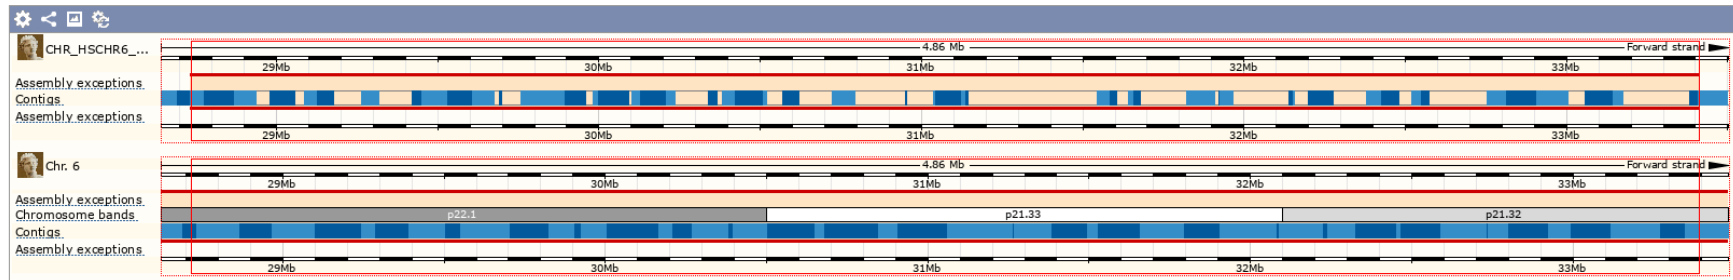 CHR_HSCHR6_... 4.86 Mb Forward strand
29Mb 30Mb 31Mb 32Mb 33Mb
Assembly exceptions
Contigs
Assembly exceptions
29Mb 30Mb 31Mb 32Mb 33Mb
Chr. 6 4.86 Mb Forward strand
29Mb 30Mb 31Mb 32Mb 33Mb
Assembly exceptions
Chromosome bands p22.1 p21.33 p21.32
Contigs
Assembly exceptions
29Mb 30Mb 31Mb 32Mb 33Mb